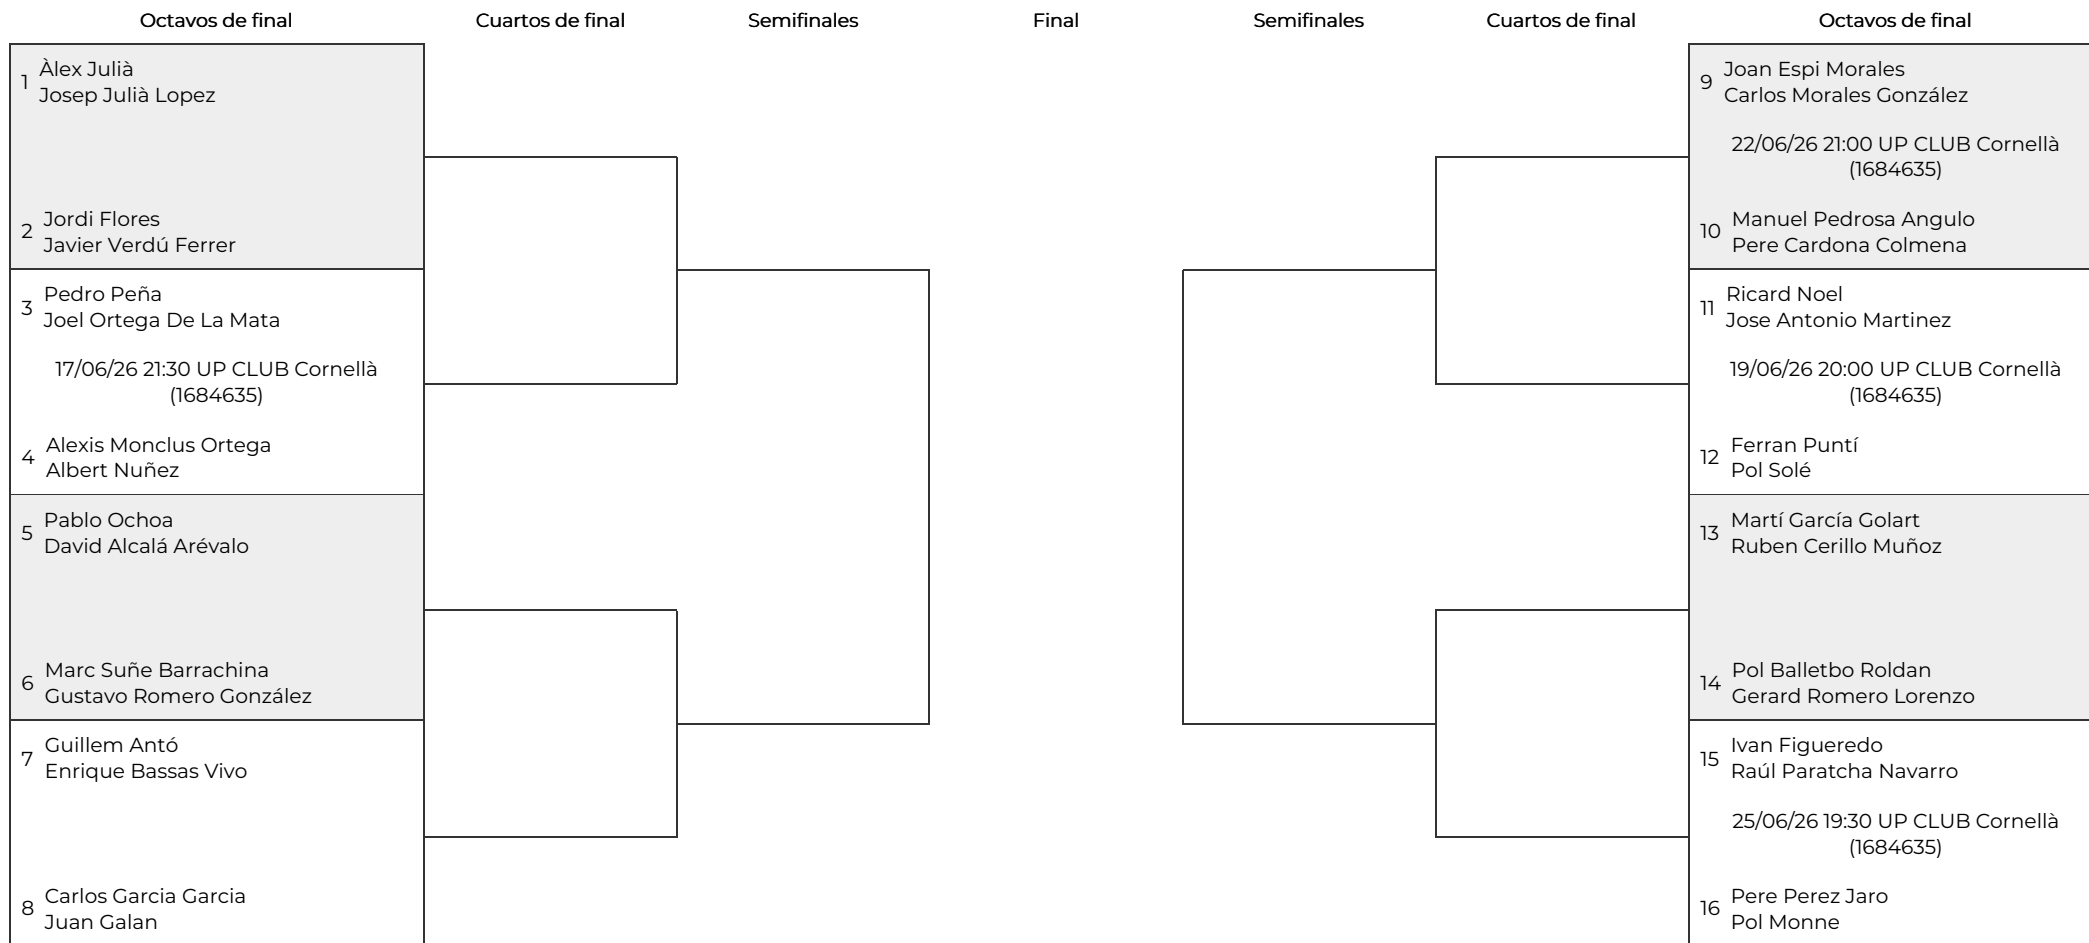 Octavos de final
Cuartos de final
Semifinales
Final
Semifinales
Cuartos de final
Octavos de final
1
Àlex Julià
Josep Julià Lopez
2
Jordi Flores
Javier Verdú Ferrer
3
Pedro Peña
Joel Ortega De La Mata
17/06/26 21:30 UP CLUB Cornellà
(1684635)
4
Alexis Monclus Ortega
Albert Nuñez
5
Pablo Ochoa
David Alcalá Arévalo
6
Marc Suñe Barrachina
Gustavo Romero González
7
Guillem Antó
Enrique Bassas Vivo
8
Carlos Garcia Garcia
Juan Galan
9
Joan Espi Morales
Carlos Morales González
22/06/26 21:00 UP CLUB Cornellà
(1684635)
10
Manuel Pedrosa Angulo
Pere Cardona Colmena
11
Ricard Noel
Jose Antonio Martinez
19/06/26 20:00 UP CLUB Cornellà
(1684635)
12
Ferran Puntí
Pol Solé
13
Martí García Golart
Ruben Cerillo Muñoz
14
Pol Balletbo Roldan
Gerard Romero Lorenzo
15
Ivan Figueredo
Raúl Paratcha Navarro
25/06/26 19:30 UP CLUB Cornellà
(1684635)
16
Pere Perez Jaro
Pol Monne